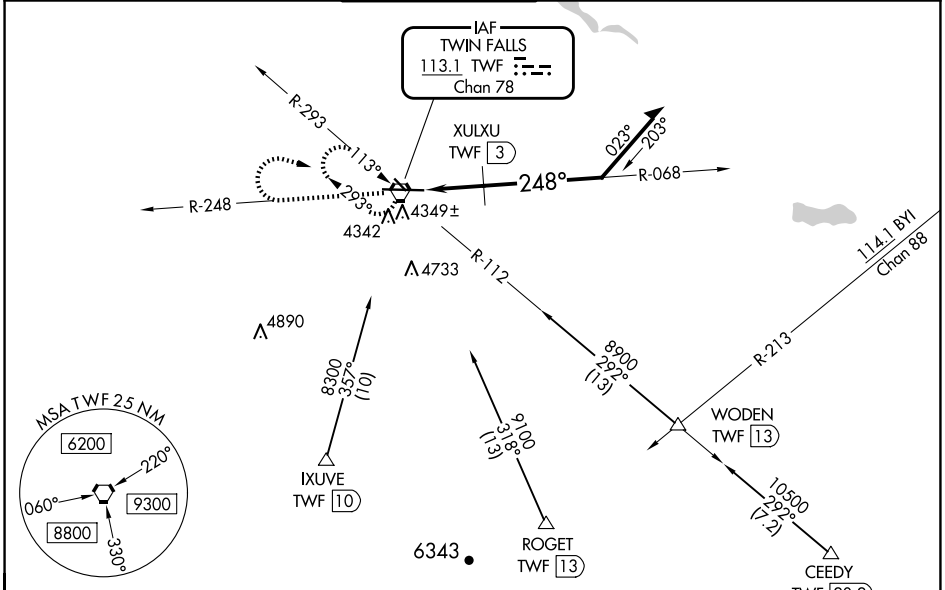 IAF
TWIN FALLS
113.1 TWF
Chan 78
R-293
113°
293°
XULXU
TWF 3
023°
203°
248°
R-068
R-248
4349±
4342
4733
4890
R-112
114.1 BYI
Chan 88
R-213
8900
292°
(13)
WODEN
TWF 13
8300
357°
(10)
IXUVE
TWF 10
9100
318°
(13)
ROGET
TWF 13
10500
292°
(7.2)
CEEDY
6343
MSA TWF 25 NM
6200
220°
060°
9300
8800
330°